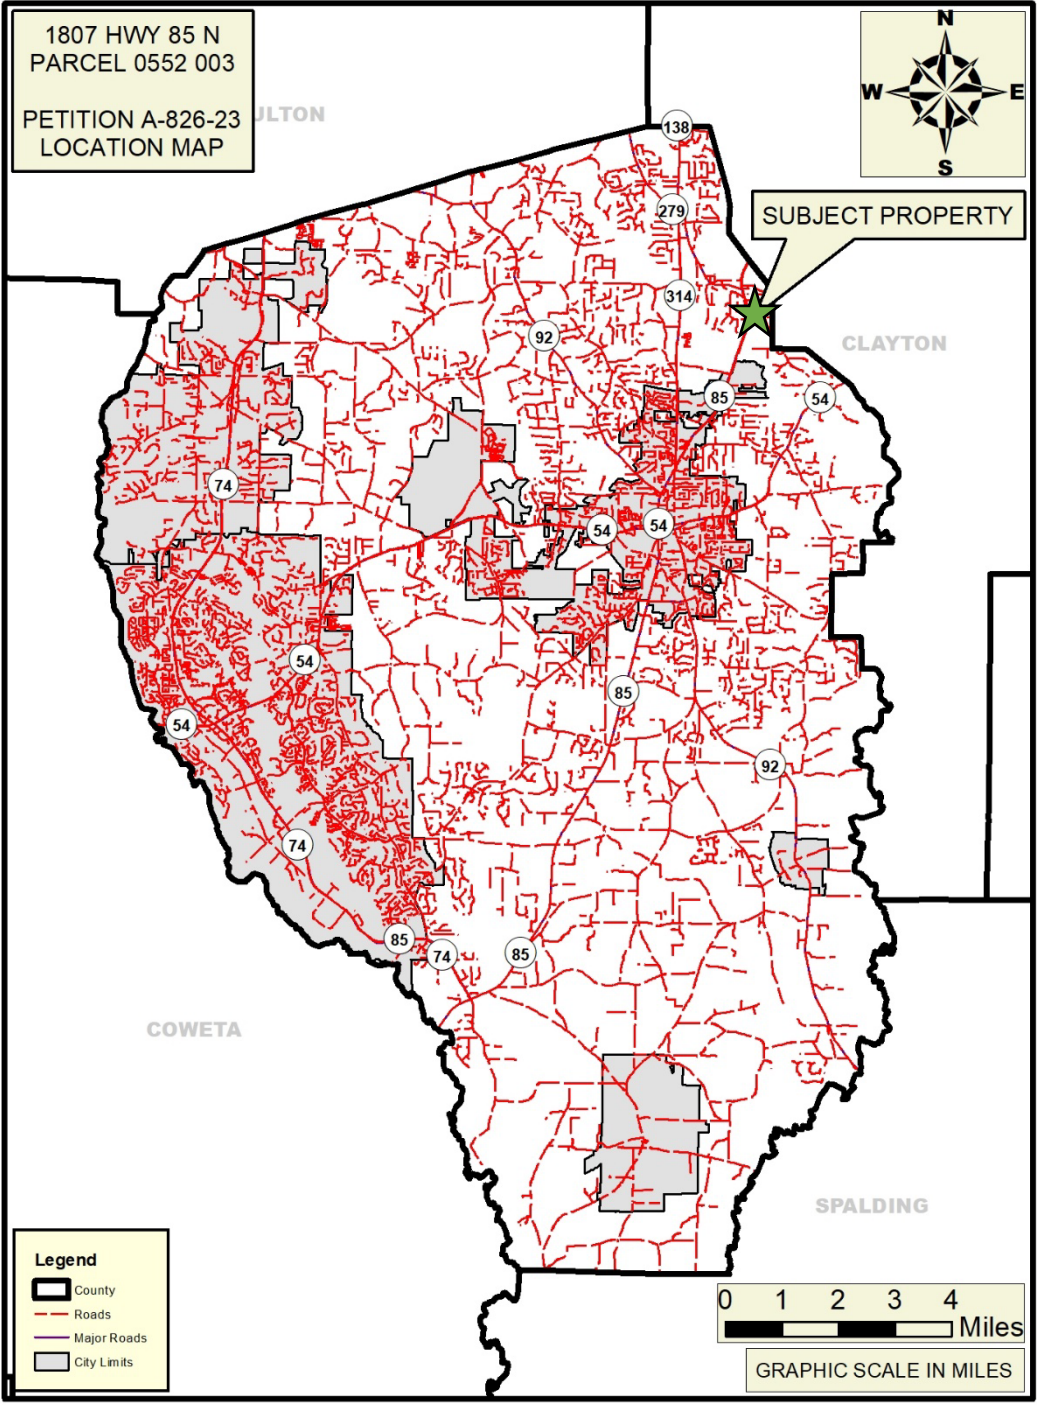 1807 HWY 85 N
PARCEL 0552 003
PETITION A-826-23
LOCATION MAP
ULTON
N
W
E
S
138
279
SUBJECT PROPERTY
314
92
CLAYTON
85
54
74
54
54
54
85
54
92
74
85
74
85
COWETA
SPALDING
Legend
County
Roads
Major Roads
City Limits
0 1 2 3 4
Miles
GRAPHIC SCALE IN MILES